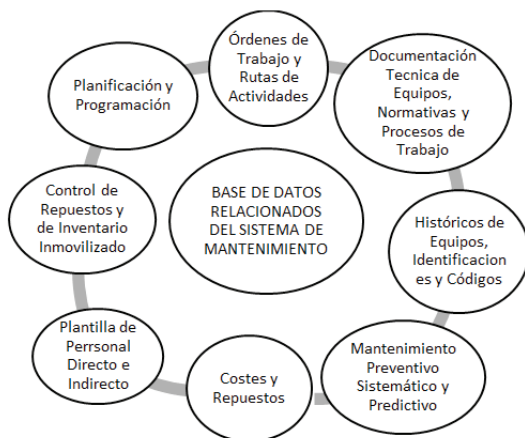 Órdenes de
Trabajo y
Rutas de
Actividades
Documentación
Tecnica de
Equipos,
Normativas y
Procesos de
Trabajo
Históricos de
Equipos,
Identificacion
es y Códigos
Mantenimiento
Preventivo
Sistemático y
Predictivo
Costes y
Repuestos
Plantilla de
Perrsonal
Directo e
Indirecto
Control de
Repuestos y
de Inventario
Inmovilizado
Planificación y
Programación
BASE DE DATOS
RELACIONADOS
DEL SISTEMA DE
MANTENIMIENTO